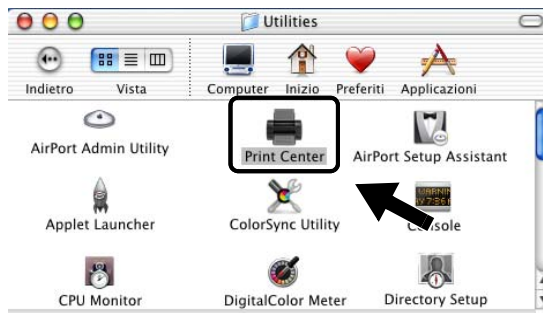 Utilities
Indietro Vista Computer Inizio Preferiti Applicazioni
AirPort Admin Utility Print Center AirPort Setup Assistant
Applet Launcher ColorSync Utility Console
CPU Monitor DigitalColor Meter Directory Setup